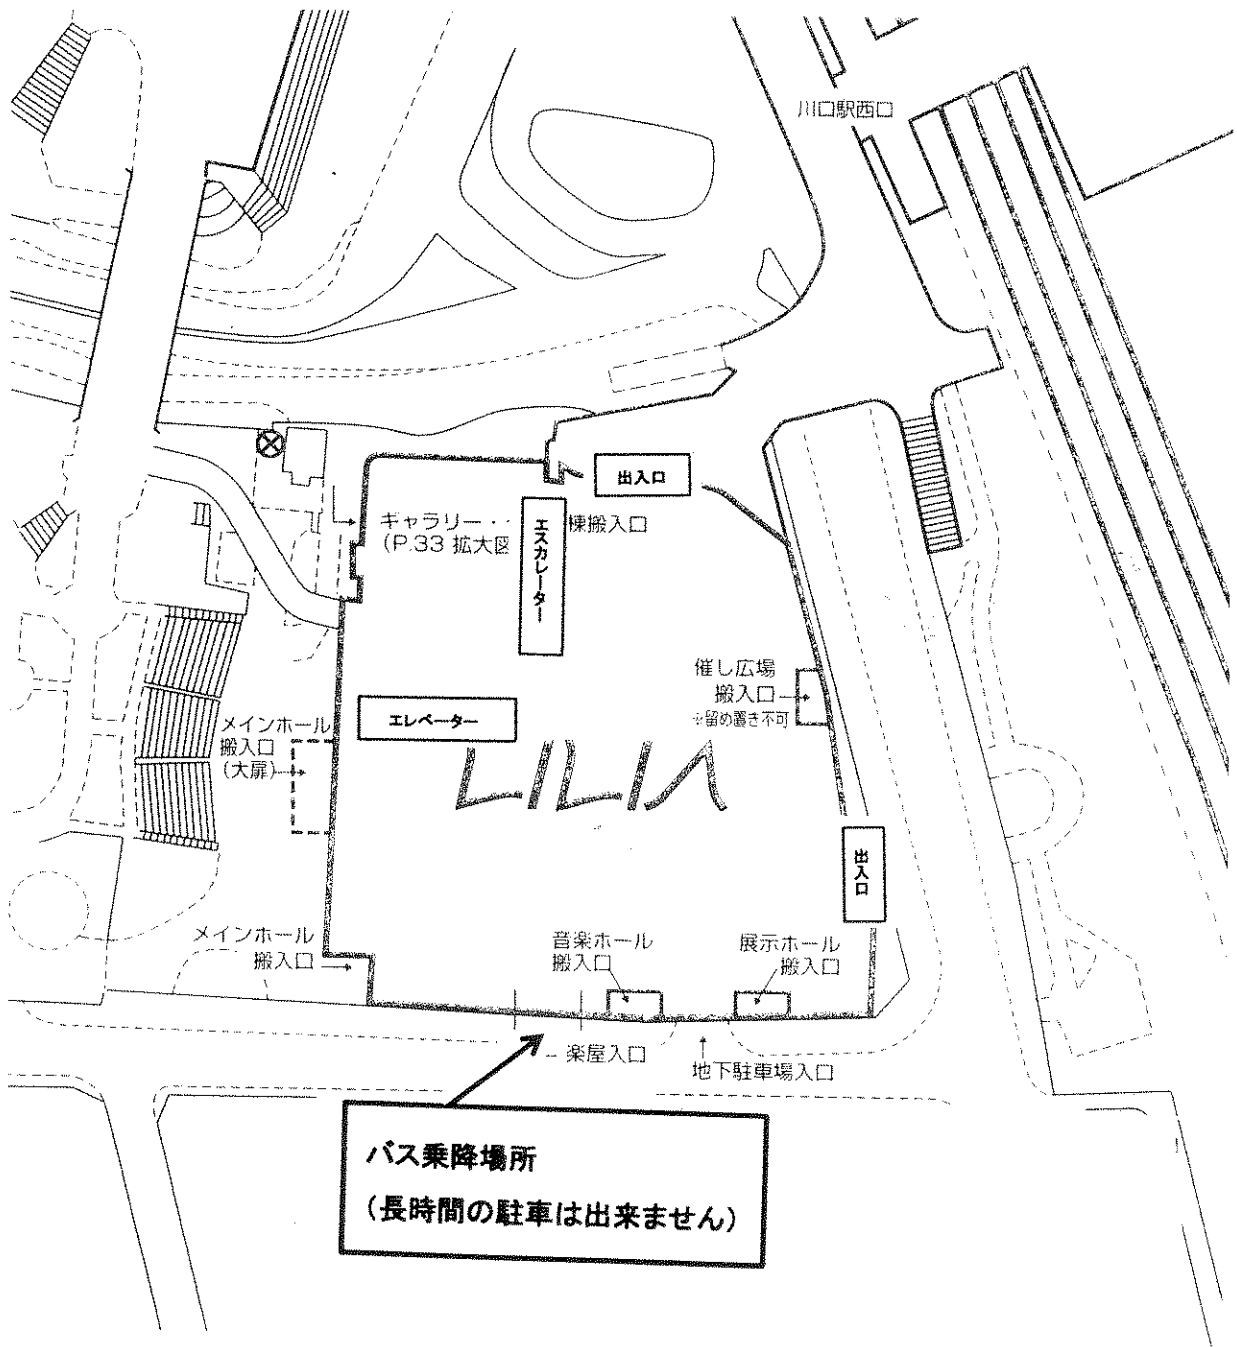 川口駅西口
出入口
ギャラリー・・
棟搬入口
(P.33 拡大図
エスカレーター
催し広場
搬入口
※留め置き不可
エレベーター
メインホール
搬入口
(大扉)
LILIA
出入口
メインホール
搬入口
音楽ホール
搬入口
展示ホール
搬入口
楽屋入口
地下駐車場入口
バス乗降場所
(長時間の駐車は出来ません)